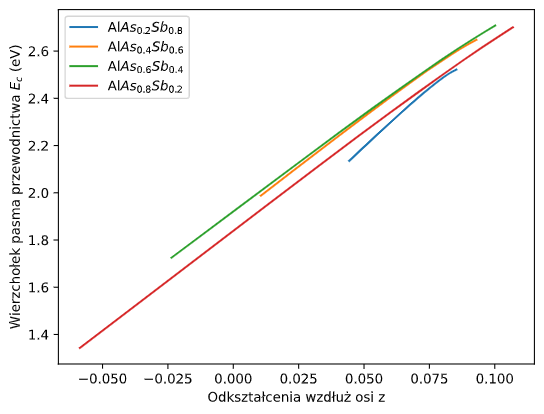 AlAs0.2Sb0.8
AlAs0.4Sb0.6
AlAs0.6Sb0.4
AlAs0.8Sb0.2
Wierzchołek pasma przewodnictwa Ec (eV)
2.6
2.4
2.2
2.0
1.8
1.6
1.4
−0.050 −0.025 0.000 0.025 0.050 0.075 0.100
Odkształcenia wzdłuż osi z